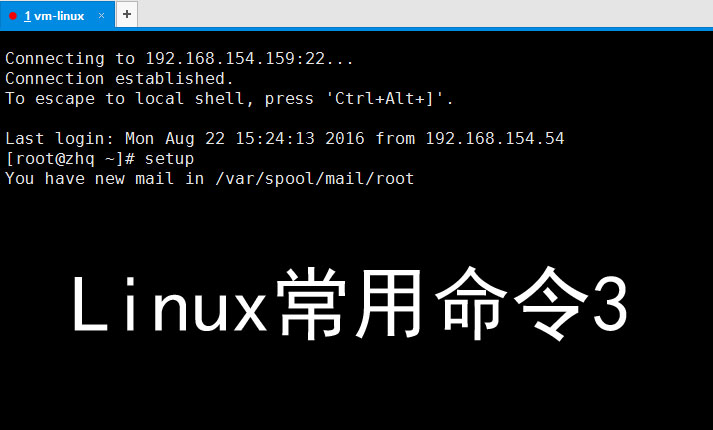 1 vm-linux × +
Connecting to 192.168.154.159:22...
Connection established.
To escape to local shell, press 'Ctrl+Alt+]'.
Last login: Mon Aug 22 15:24:13 2016 from 192.168.154.54
[root@zhq ~]# setup
You have new mail in /var/spool/mail/root
Linux常用命令3